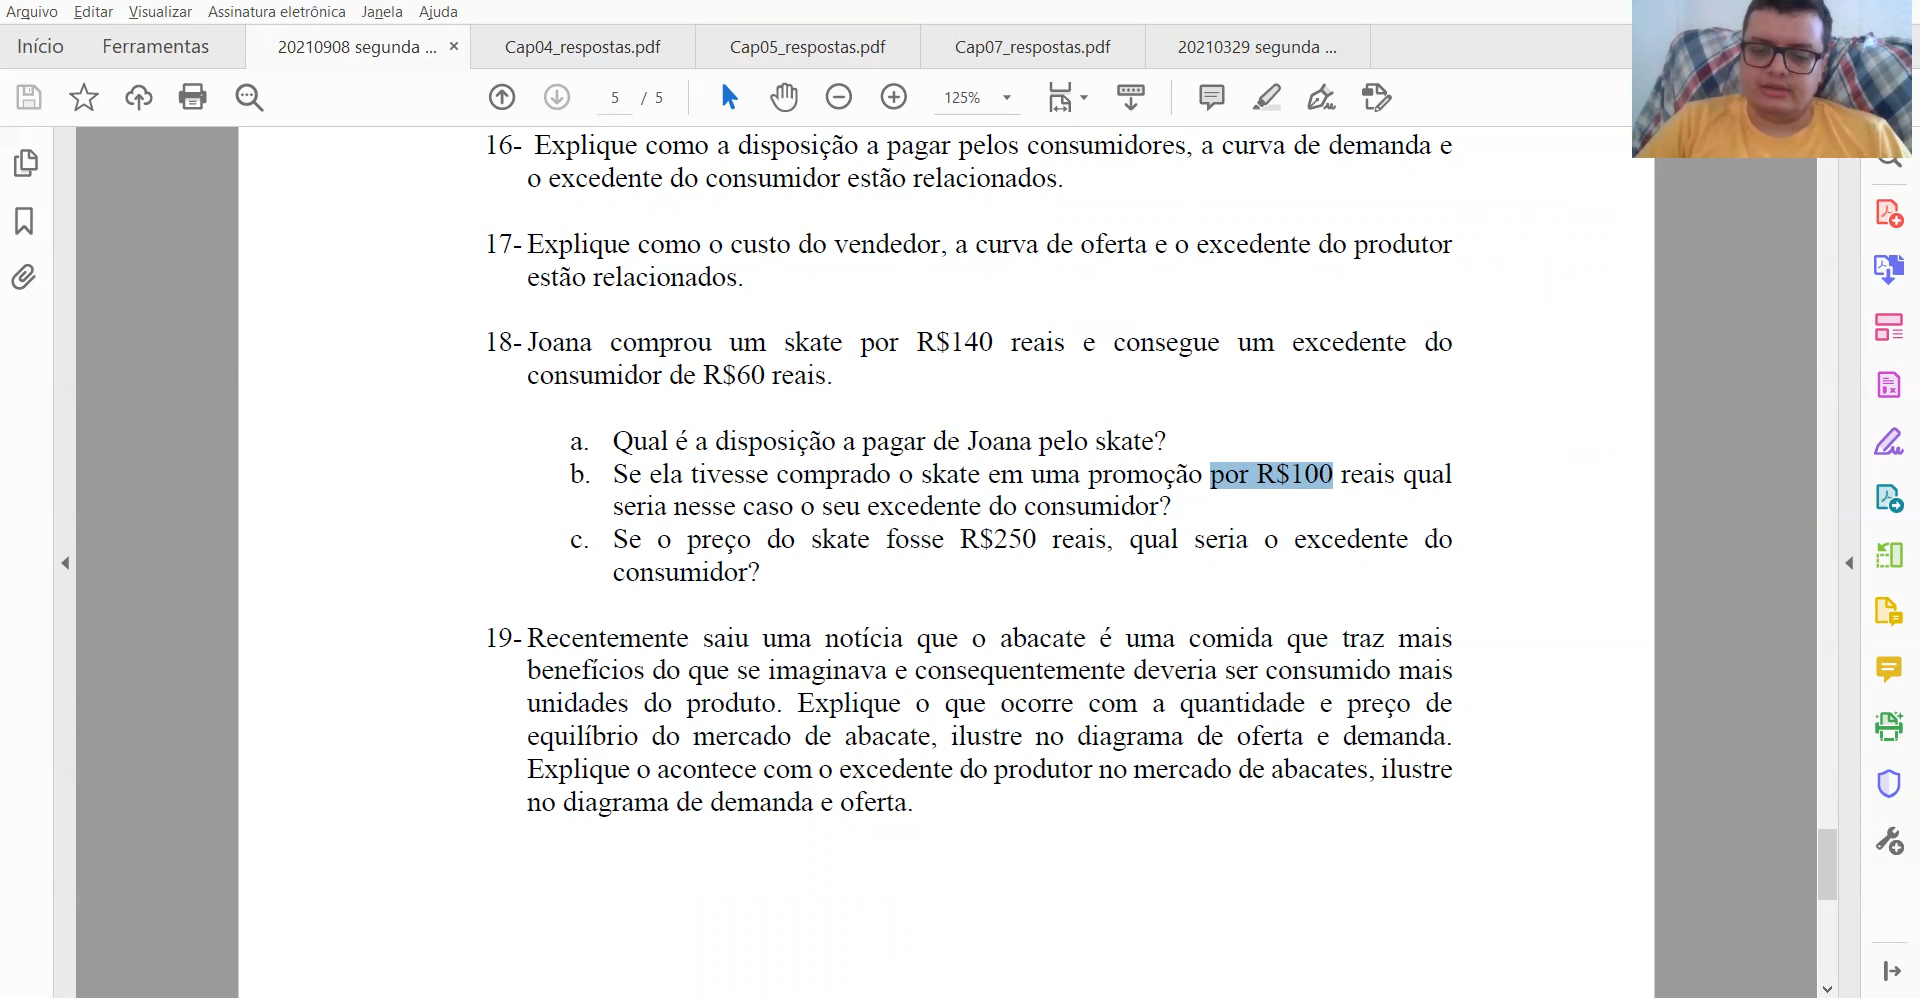 Arquivo Editar Visualizar Assinatura eletrônica Janela Ajuda
Início Ferramentas 20210908 segunda ... × Cap04_respostas.pdf Cap05_respostas.pdf Cap07_respostas.pdf 20210329 segunda ...
5 / 5 125%
16- Explique como a disposição a pagar pelos consumidores, a curva de demanda e
o excedente do consumidor estão relacionados.
17- Explique como o custo do vendedor, a curva de oferta e o excedente do produtor
estão relacionados.
18- Joana comprou um skate por R$140 reais e consegue um excedente do
consumidor de R$60 reais.
a. Qual é a disposição a pagar de Joana pelo skate?
b. Se ela tivesse comprado o skate em uma promoção por R$100 reais qual
seria nesse caso o seu excedente do consumidor?
c. Se o preço do skate fosse R$250 reais, qual seria o excedente do
consumidor?
19- Recentemente saiu uma notícia que o abacate é uma comida que traz mais
benefícios do que se imaginava e consequentemente deveria ser consumido mais
unidades do produto. Explique o que ocorre com a quantidade e preço de
equilíbrio do mercado de abacate, ilustre no diagrama de oferta e demanda.
Explique o acontece com o excedente do produtor no mercado de abacates, ilustre
no diagrama de demanda e oferta.